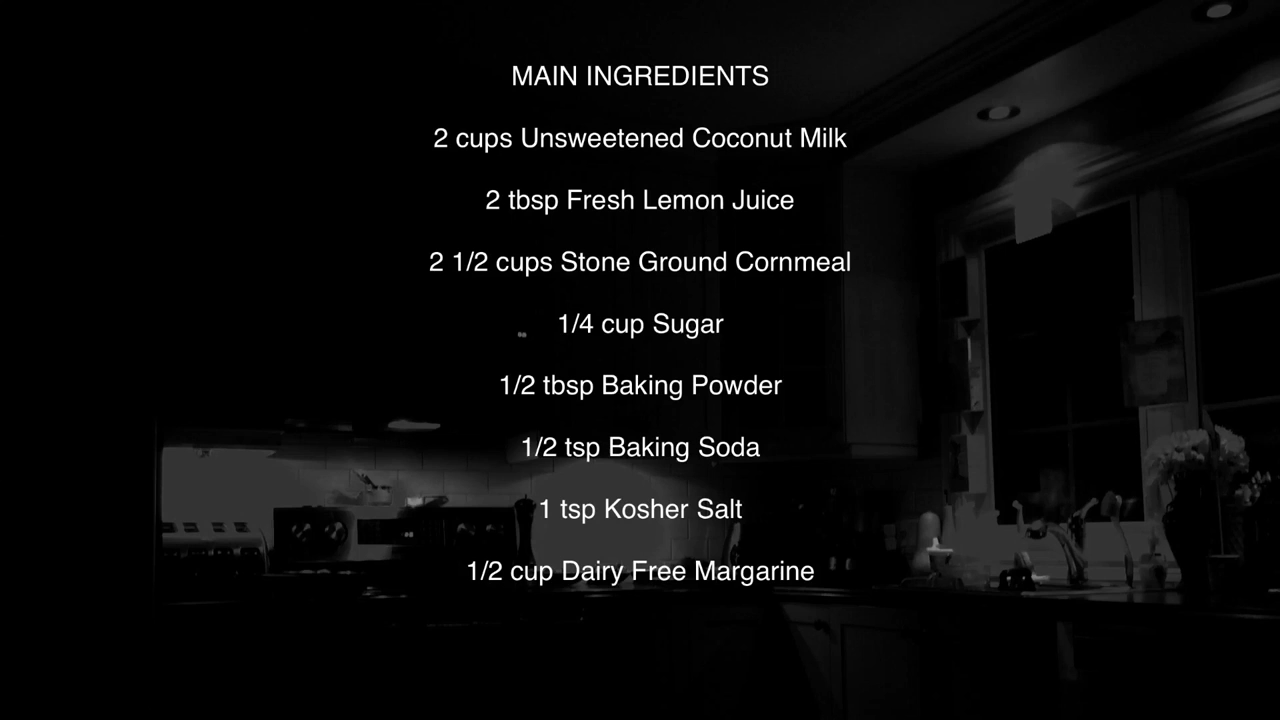 MAIN INGREDIENTS
2 cups Unsweetened Coconut Milk
2 tbsp Fresh Lemon Juice
2 1/2 cups Stone Ground Cornmeal
1/4 cup Sugar
1/2 tbsp Baking Powder
1/2 tsp Baking Soda
1 tsp Kosher Salt
1/2 cup Dairy Free Margarine